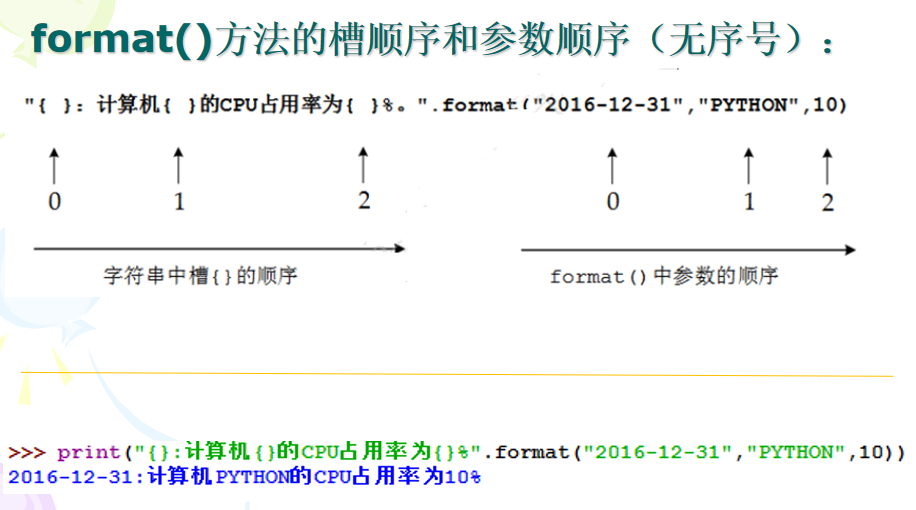 format()方法的槽顺序和参数顺序（无序号）：
"{ }：计算机{ }的CPU占用率为{ }%。".format("2016-12-31","PYTHON",10)
0 1 2 0 1 2
字符串中槽{}的顺序 format()中参数的顺序
>>> print("{}:计算机{}的CPU占用率为{}%".format("2016-12-31","PYTHON",10))
2016-12-31:计算机PYTHON的CPU占用率为10%